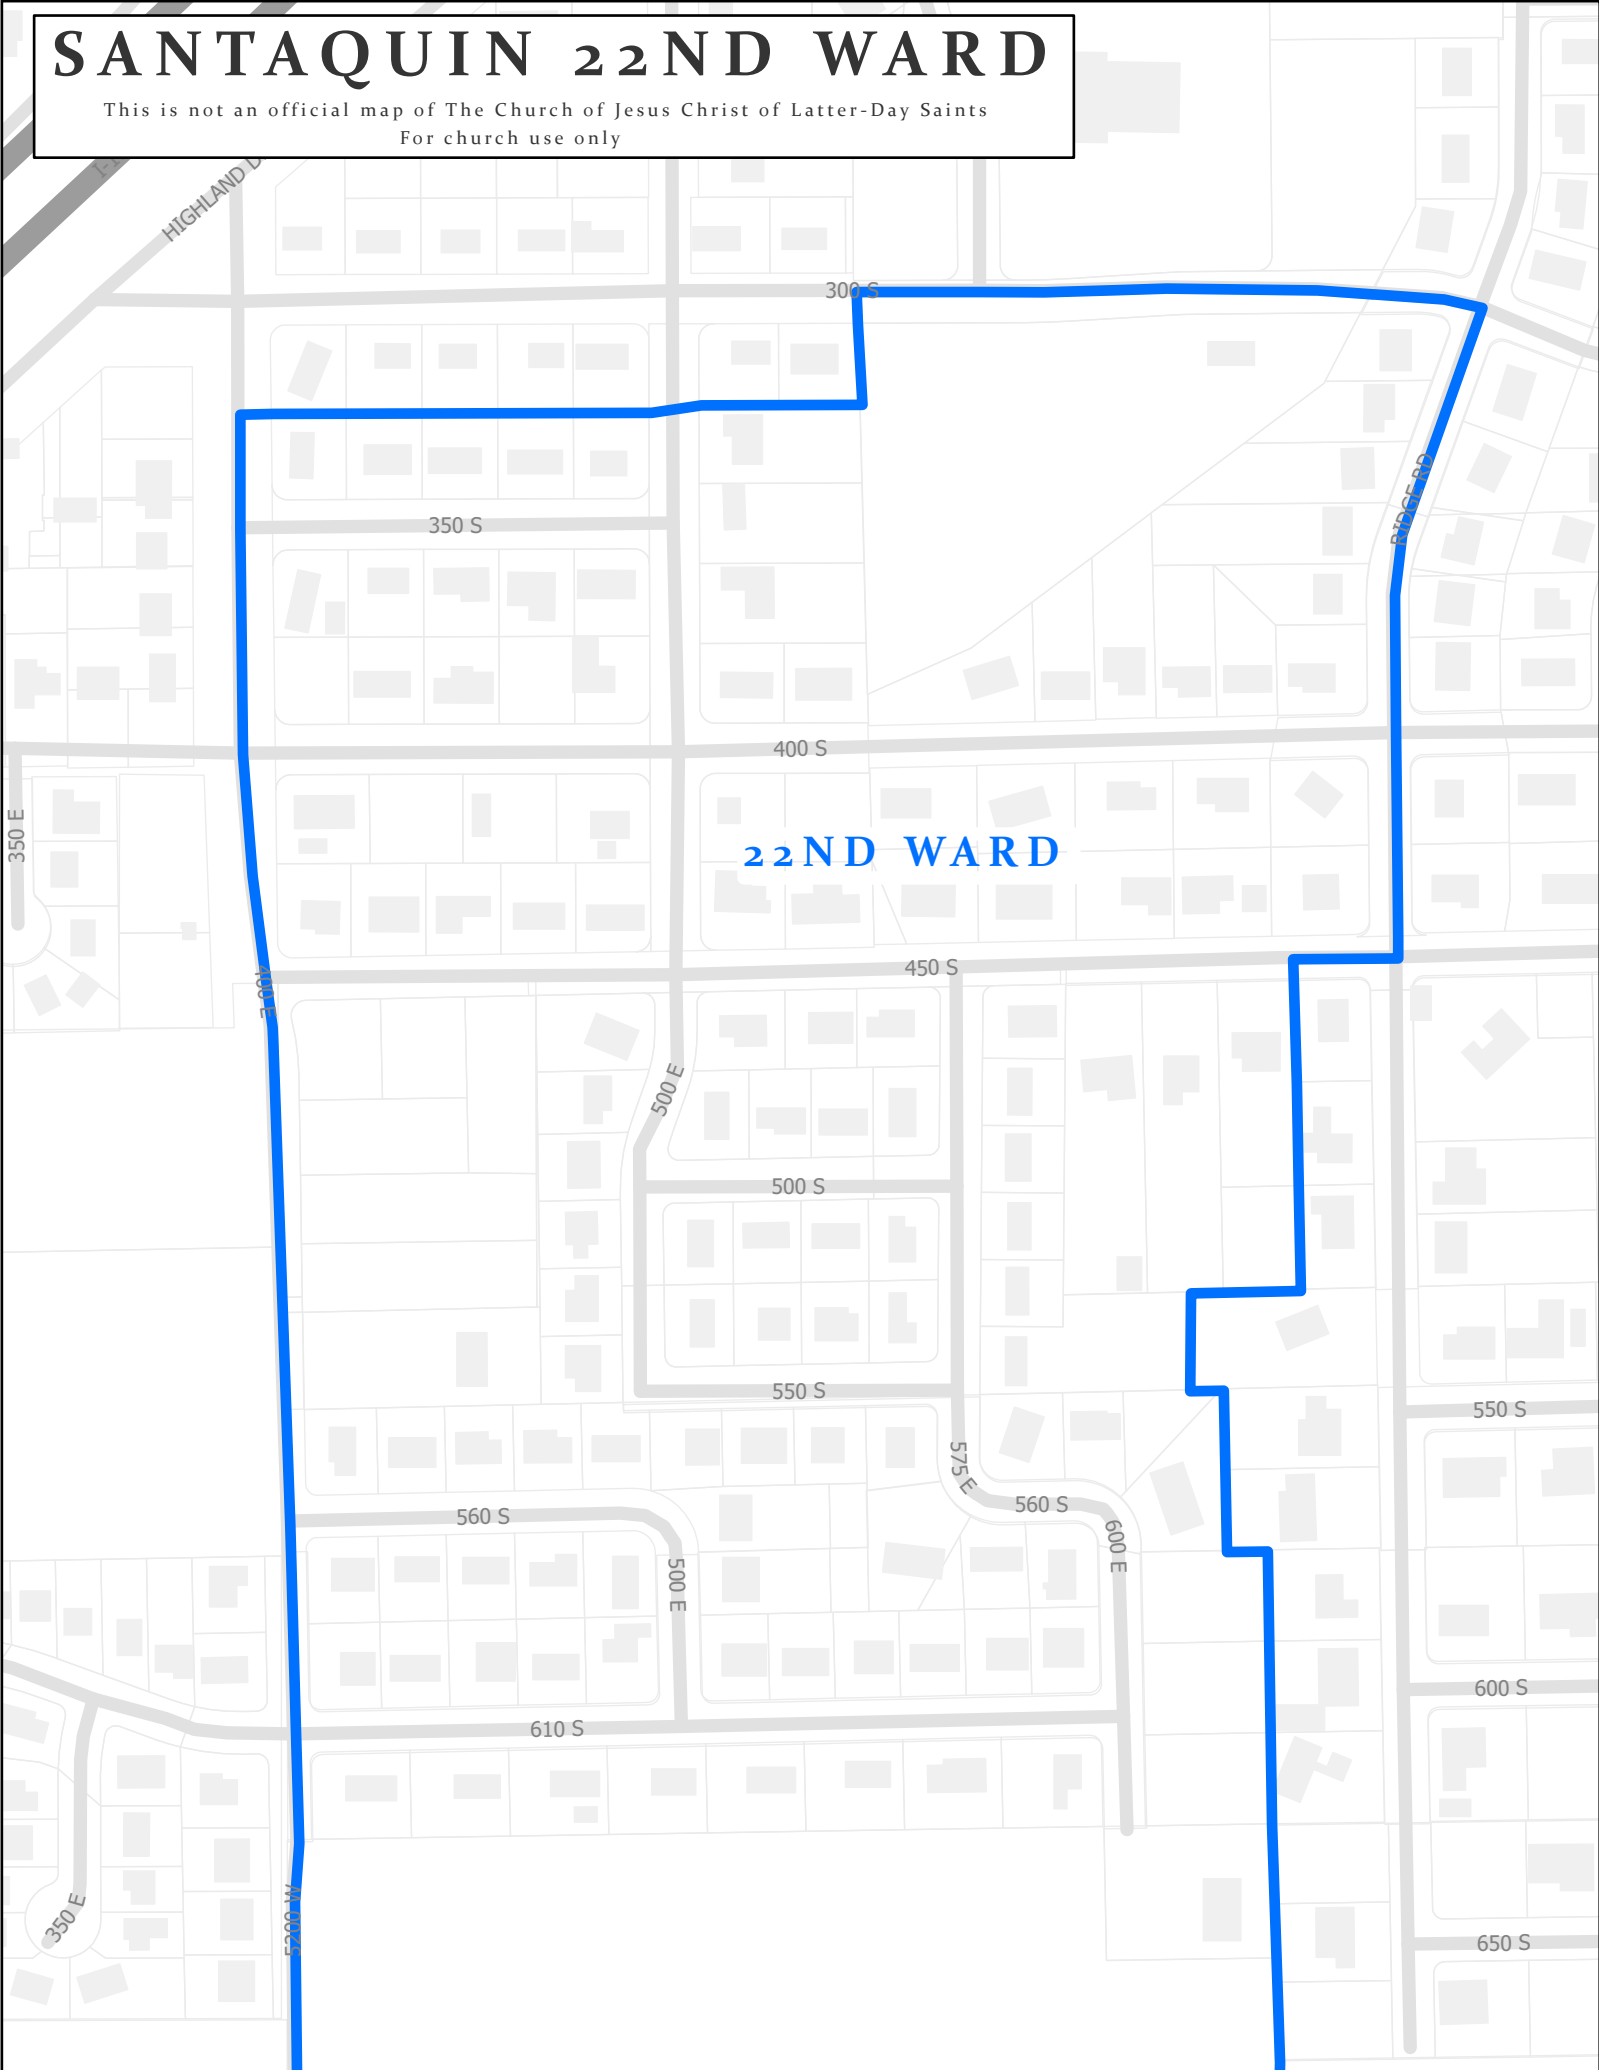 SANTAQUIN 22ND WARD
This is not an official map of The Church of Jesus Christ of Latter-Day Saints
For church use only
HIGHLAND
300 S
RIDGE RD
350 S
400 S
350 E
22ND WARD
450 S
400 E
500 E
500 S
550 S
550 S
575 E
560 S
560 S
600 E
500 E
600 S
610 S
350 E
5200 W
650 S